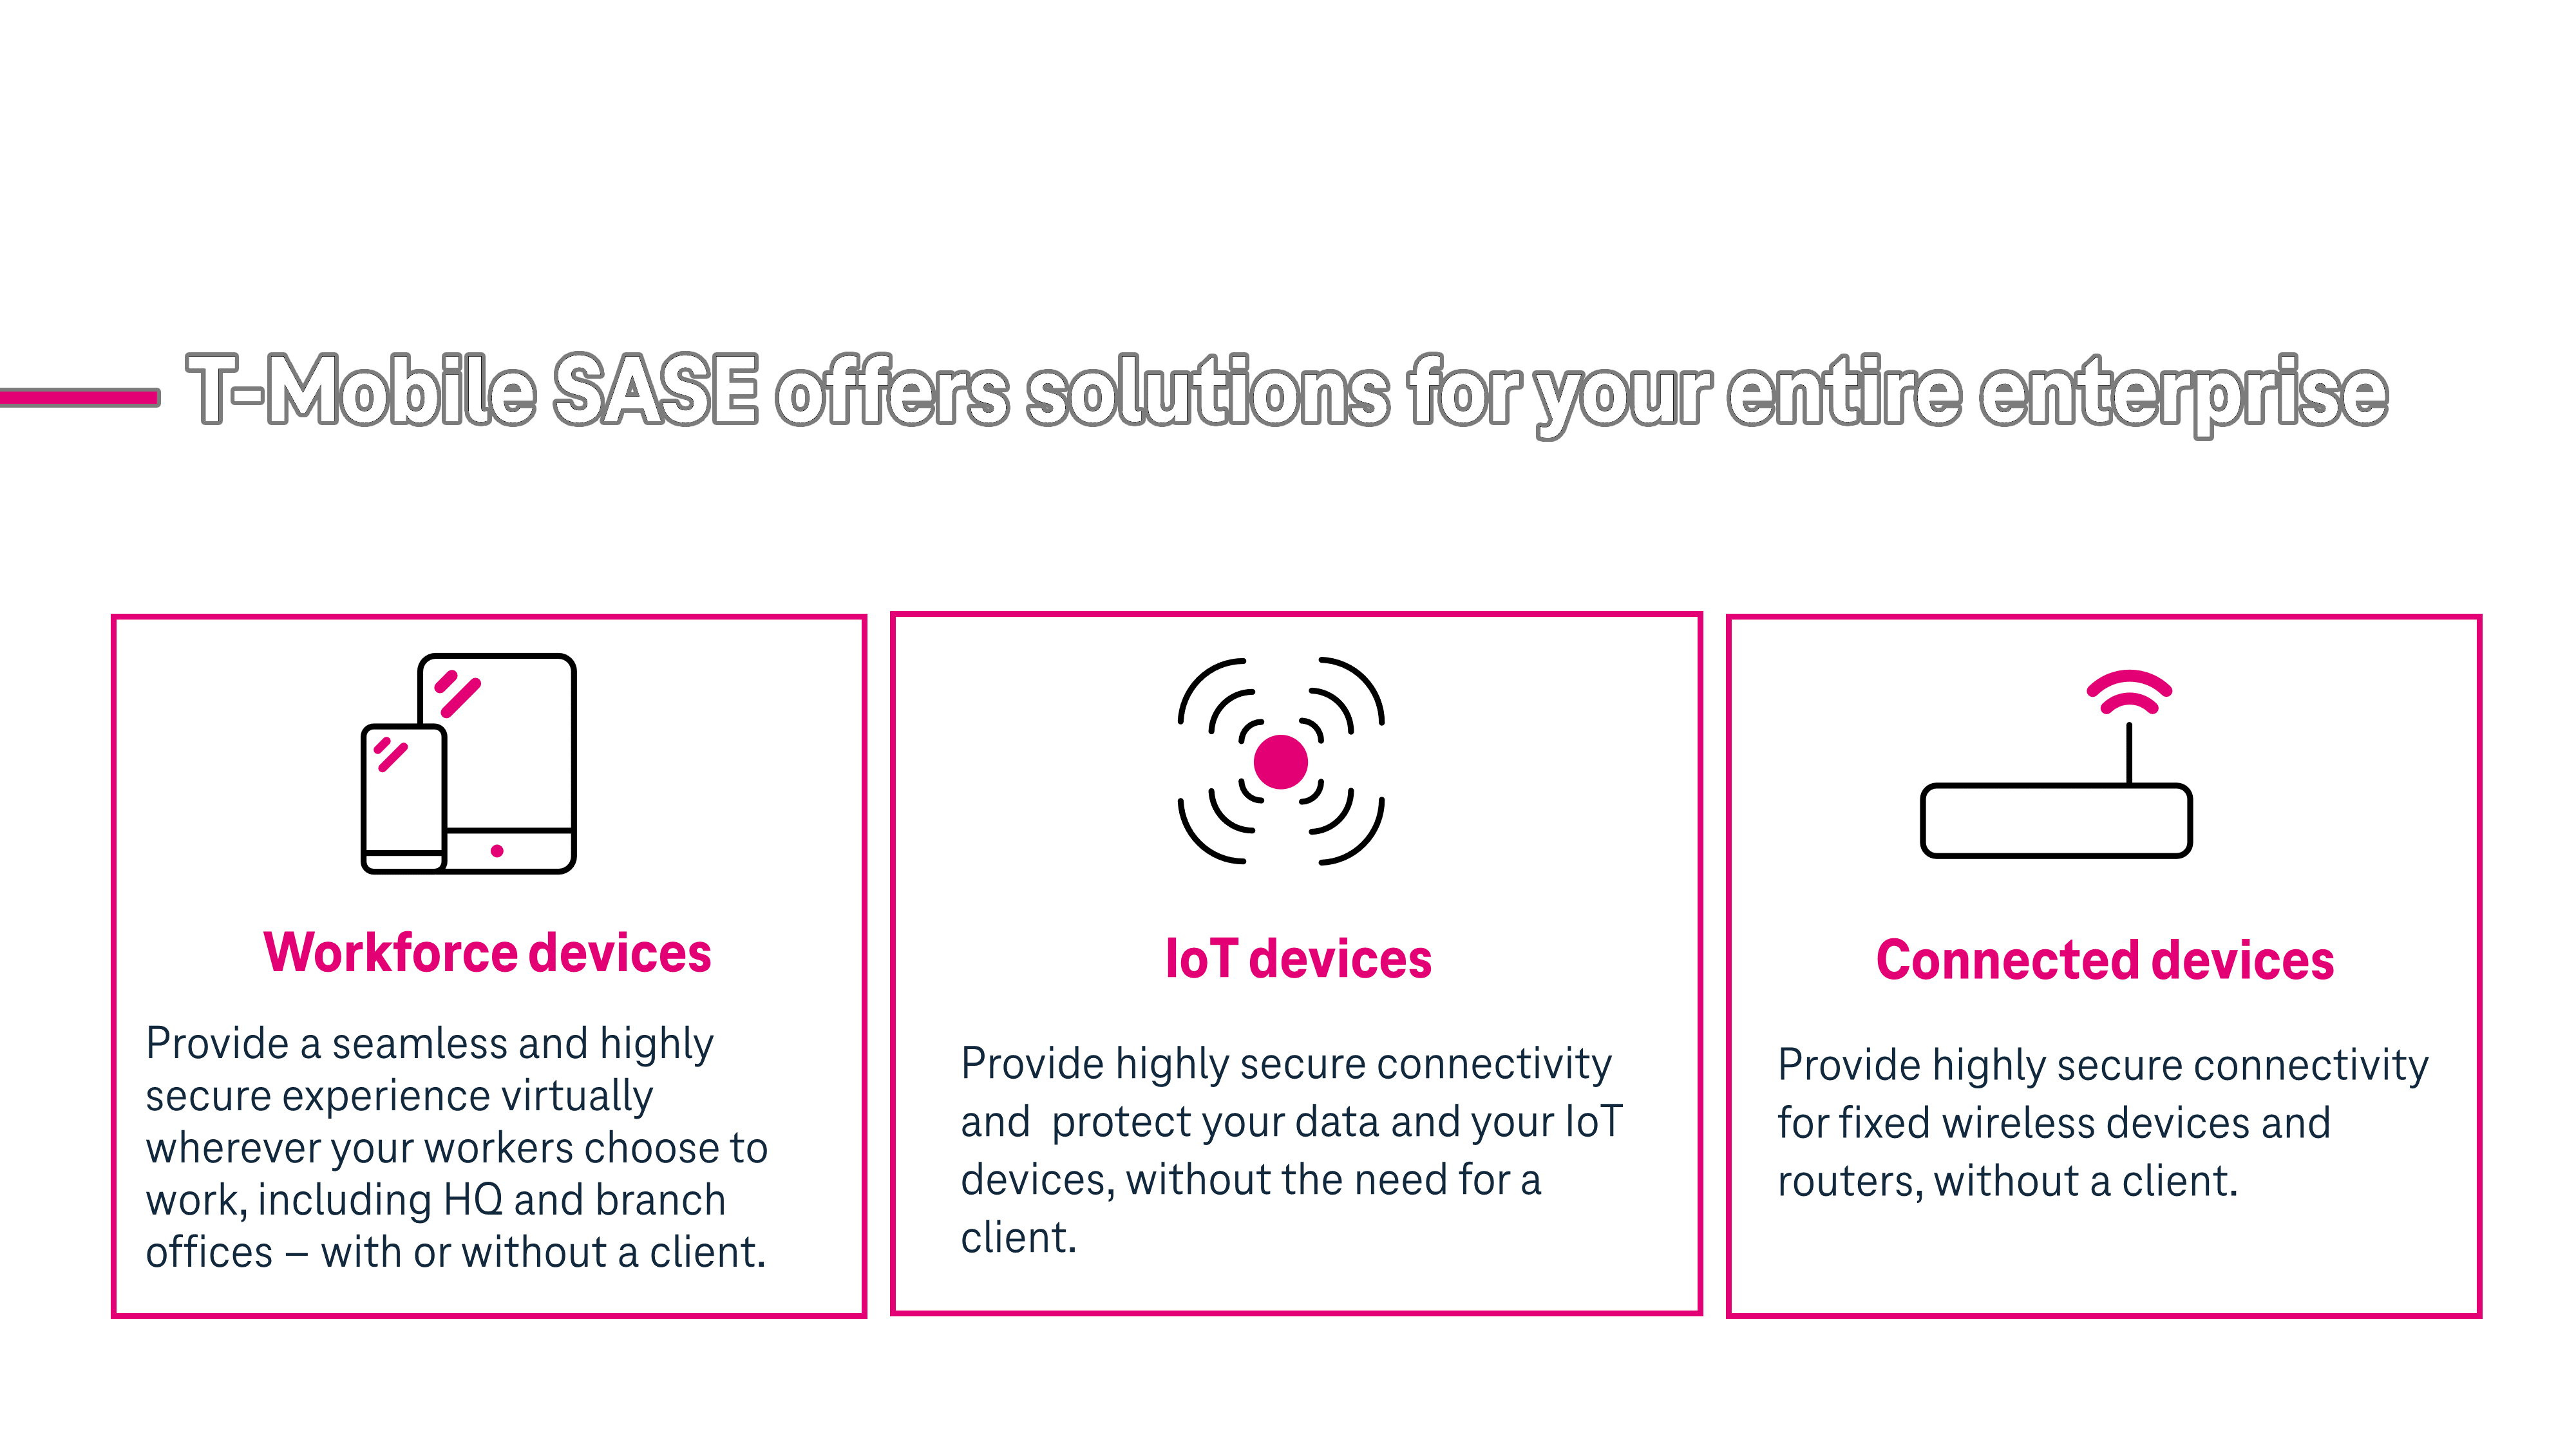 T-Mobile SASE offers solutions for your entire enterprise
Workforce devices
Provide a seamless and highly
secure experience virtually
wherever your workers choose to
work, including HQ and branch
offices – with or without a client.
IoT devices
Provide highly secure connectivity
and  protect your data and your IoT
devices, without the need for a
client.
Connected devices
Provide highly secure connectivity
for fixed wireless devices and
routers, without a client.